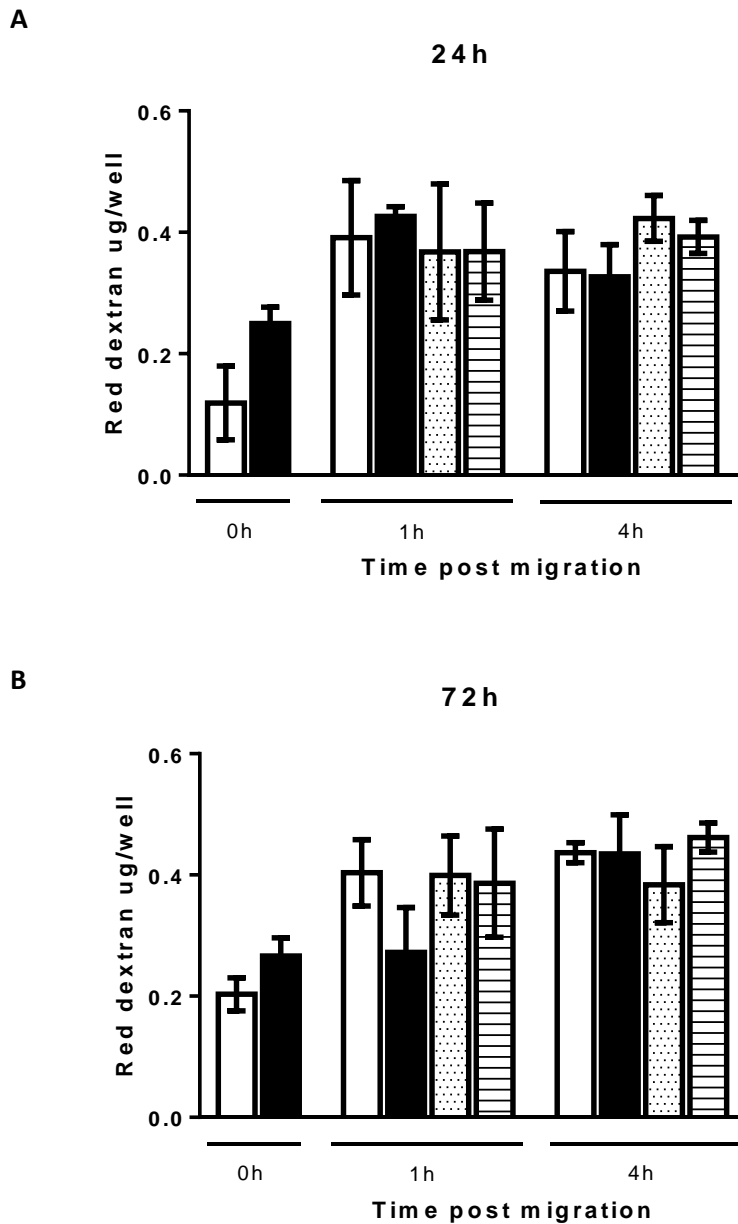 A
24h
0.6
0.4
0.2
0.0
Red dextran ug/well
0h 1h 4h
Time post migration
B
72h
0.6
0.4
0.2
0.0
Red dextran ug/well
0h 1h 4h
Time post migration